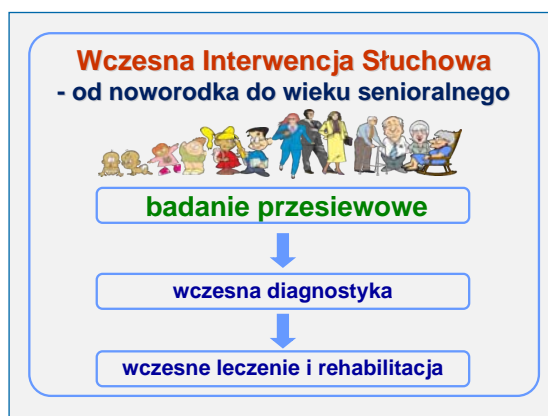 Wczesna Interwencja Słuchowa
- od noworodka do wieku senioralnego
badanie przesiewowe
wczesna diagnostyka
wczesne leczenie i rehabilitacja